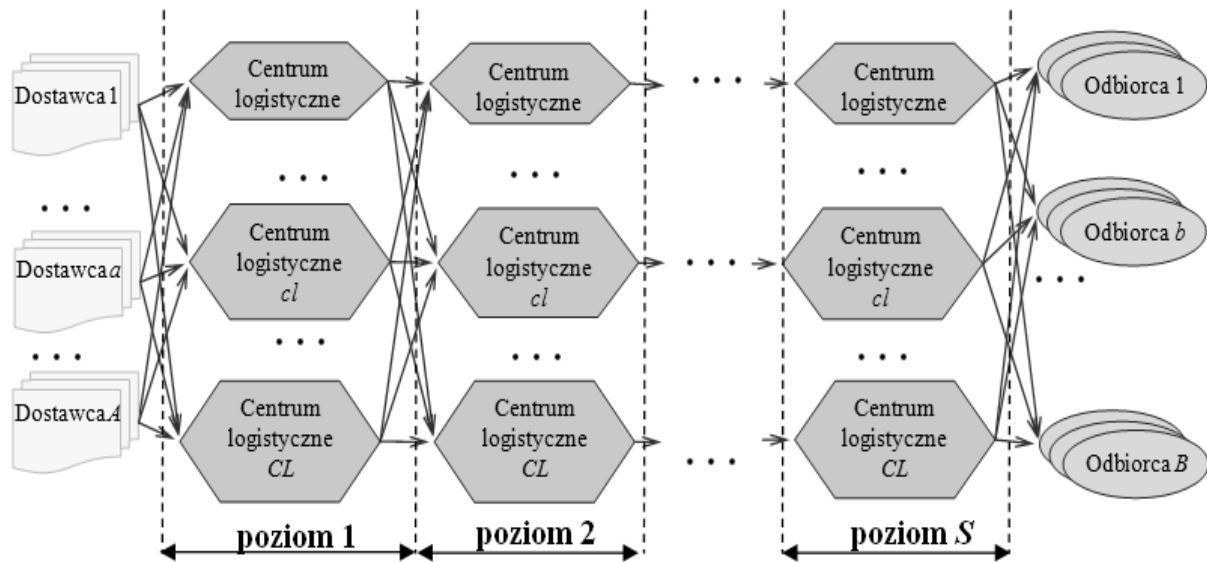 Dostawca 1
Centrum
logistyczne
Centrum
logistyczne
. . .
Centrum
logistyczne
Odbiorca 1
. . .
. . .
. . .
. . .
Dostawca a
Centrum
logistyczne
cl
Centrum
logistyczne
cl
. . .
Centrum
logistyczne
cl
Odbiorca b
. . .
. . .
. . .
. . .
. . .
Dostawca A
Centrum
logistyczne
CL
Centrum
logistyczne
CL
. . .
Centrum
logistyczne
CL
Odbiorca B
poziom 1
poziom 2
poziom S